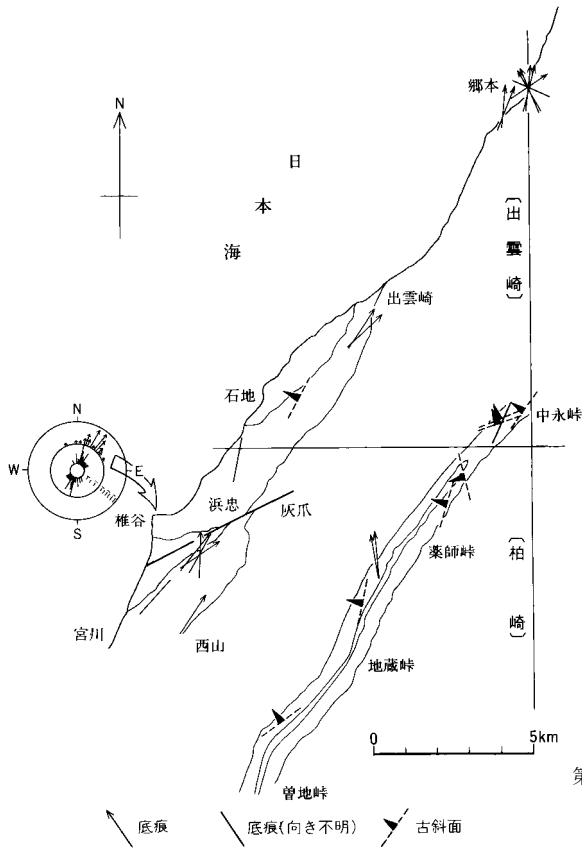 郷本
N
日本海
〔出雲崎〕
出雲崎
石地
中永峠
N
W
E
S
椎谷
浜忠
灰爪
薬師峠
〔柏崎〕
宮川
西山
地蔵峠
0 5km
第
曽地峠
底痕
底痕(向き不明)
古斜面